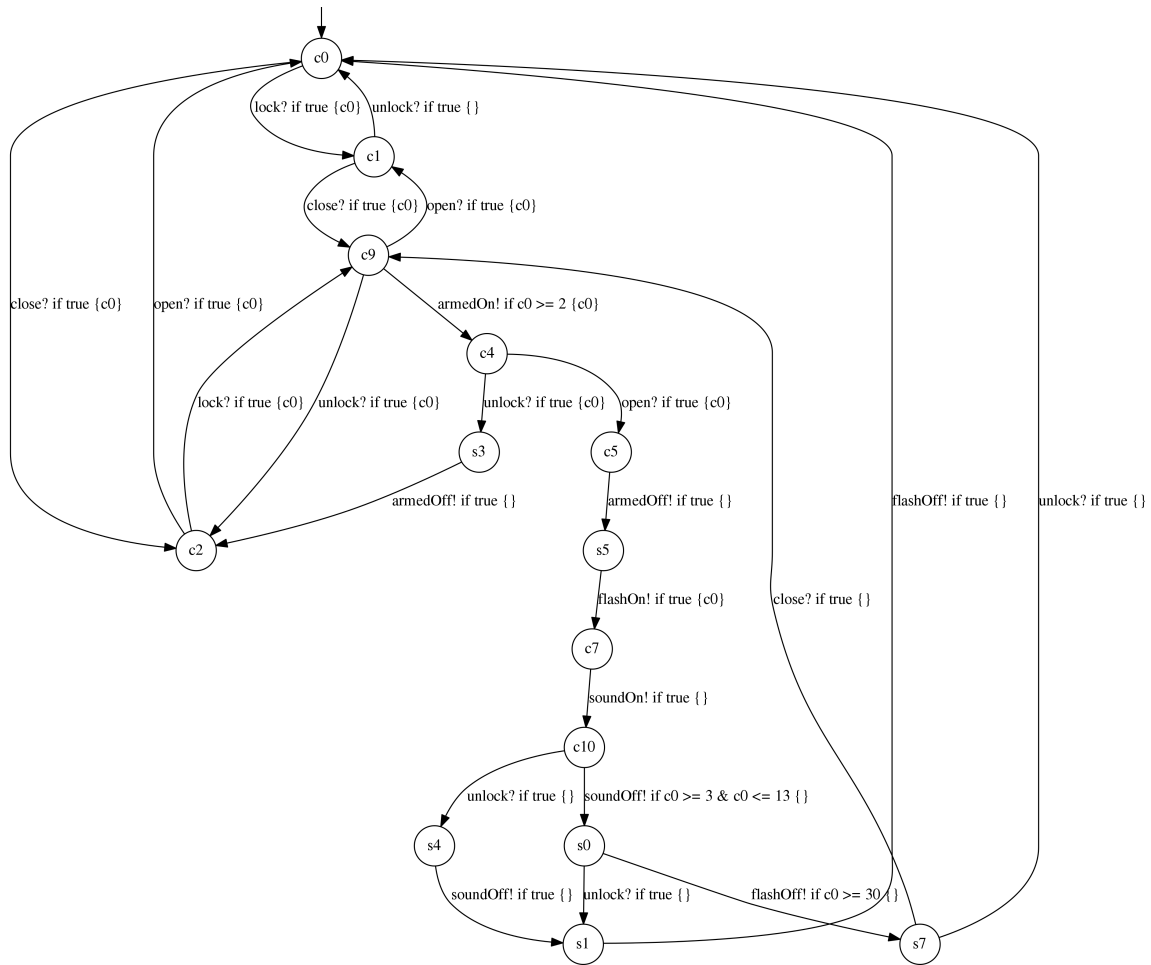 c0
lock? if true {c0}
unlock? if true {}
c1
close? if true {c0}
open? if true {c0}
c9
close? if true {c0}
open? if true {c0}
armedOn! if c0 >= 2 {c0}
c4
lock? if true {c0}
unlock? if true {c0}
unlock? if true {c0}
open? if true {c0}
s3
c5
armedOff! if true {}
armedOff! if true {}
flashOff! if true {}
unlock? if true {}
c2
s5
flashOn! if true {c0}
close? if true {}
c7
soundOn! if true {}
c10
unlock? if true {}
soundOff! if c0 >= 3 & c0 <= 13 {}
s4
s0
soundOff! if true {}
unlock? if true {}
flashOff! if c0 >= 30 {}
s1
s7